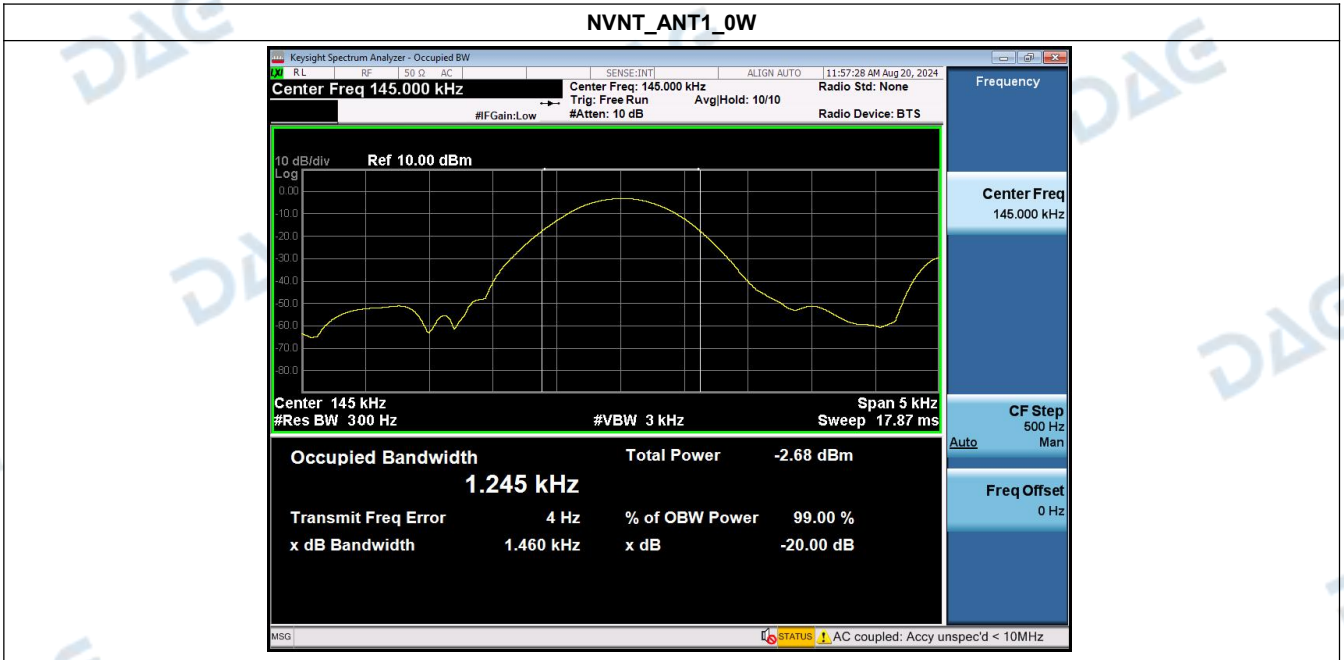 NVNT_ANT1_0W
DAG
DAG
DAG
DAG
Keysight Spectrum Analyzer - Occupied BW
LXI RL RF 50 Ω AC SENSE:INT ALIGN AUTO 11:57:28 AM Aug 20, 2024
Center Freq 145.000 kHz
Center Freq: 145.000 kHz Radio Std: None
Trig: Free Run Avg|Hold: 10/10
#IFGain:Low #Atten: 10 dB Radio Device: BTS
Frequency
10 dB/div Ref 10.00 dBm
Log
0.00
-10.0
-20.0
-30.0
-40.0
-50.0
-60.0
-70.0
-80.0
Center 145 kHz Span 5 kHz
#Res BW 300 Hz #VBW 3 kHz Sweep 17.87 ms
Center Freq
145.000 kHz
CF Step
500 Hz
Auto Man
Freq Offset
0 Hz
Occupied Bandwidth Total Power -2.68 dBm
1.245 kHz
Transmit Freq Error 4 Hz % of OBW Power 99.00 %
x dB Bandwidth 1.460 kHz x dB -20.00 dB
MSG STATUS AC coupled: Accy unspec'd < 10MHz